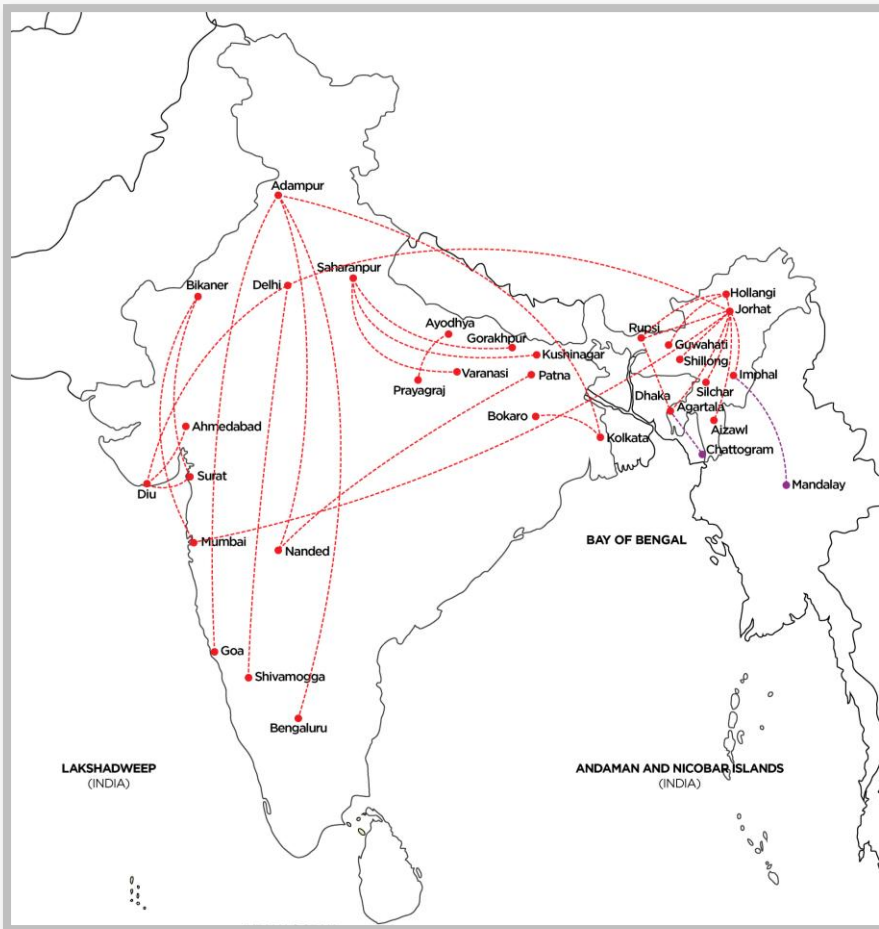 Adampur
Saharanpur
Bikaner
Delhi
Hollangi
Jorhat
Ayodhya
Rupsi
Gorakhpur
Guwahati
Kushinagar
Shillong
Varanasi
Patna
Imphal
Prayagraj
Silchar
Dhaka
Agartala
Bokaro
Ahmedabad
Aizawl
Kolkata
Chattogram
Surat
Diu
Mandalay
Mumbai
Nanded
BAY OF BENGAL
Goa
Shivamogga
Bengaluru
LAKSHADWEEP
(INDIA)
ANDAMAN AND NICOBAR ISLANDS
(INDIA)